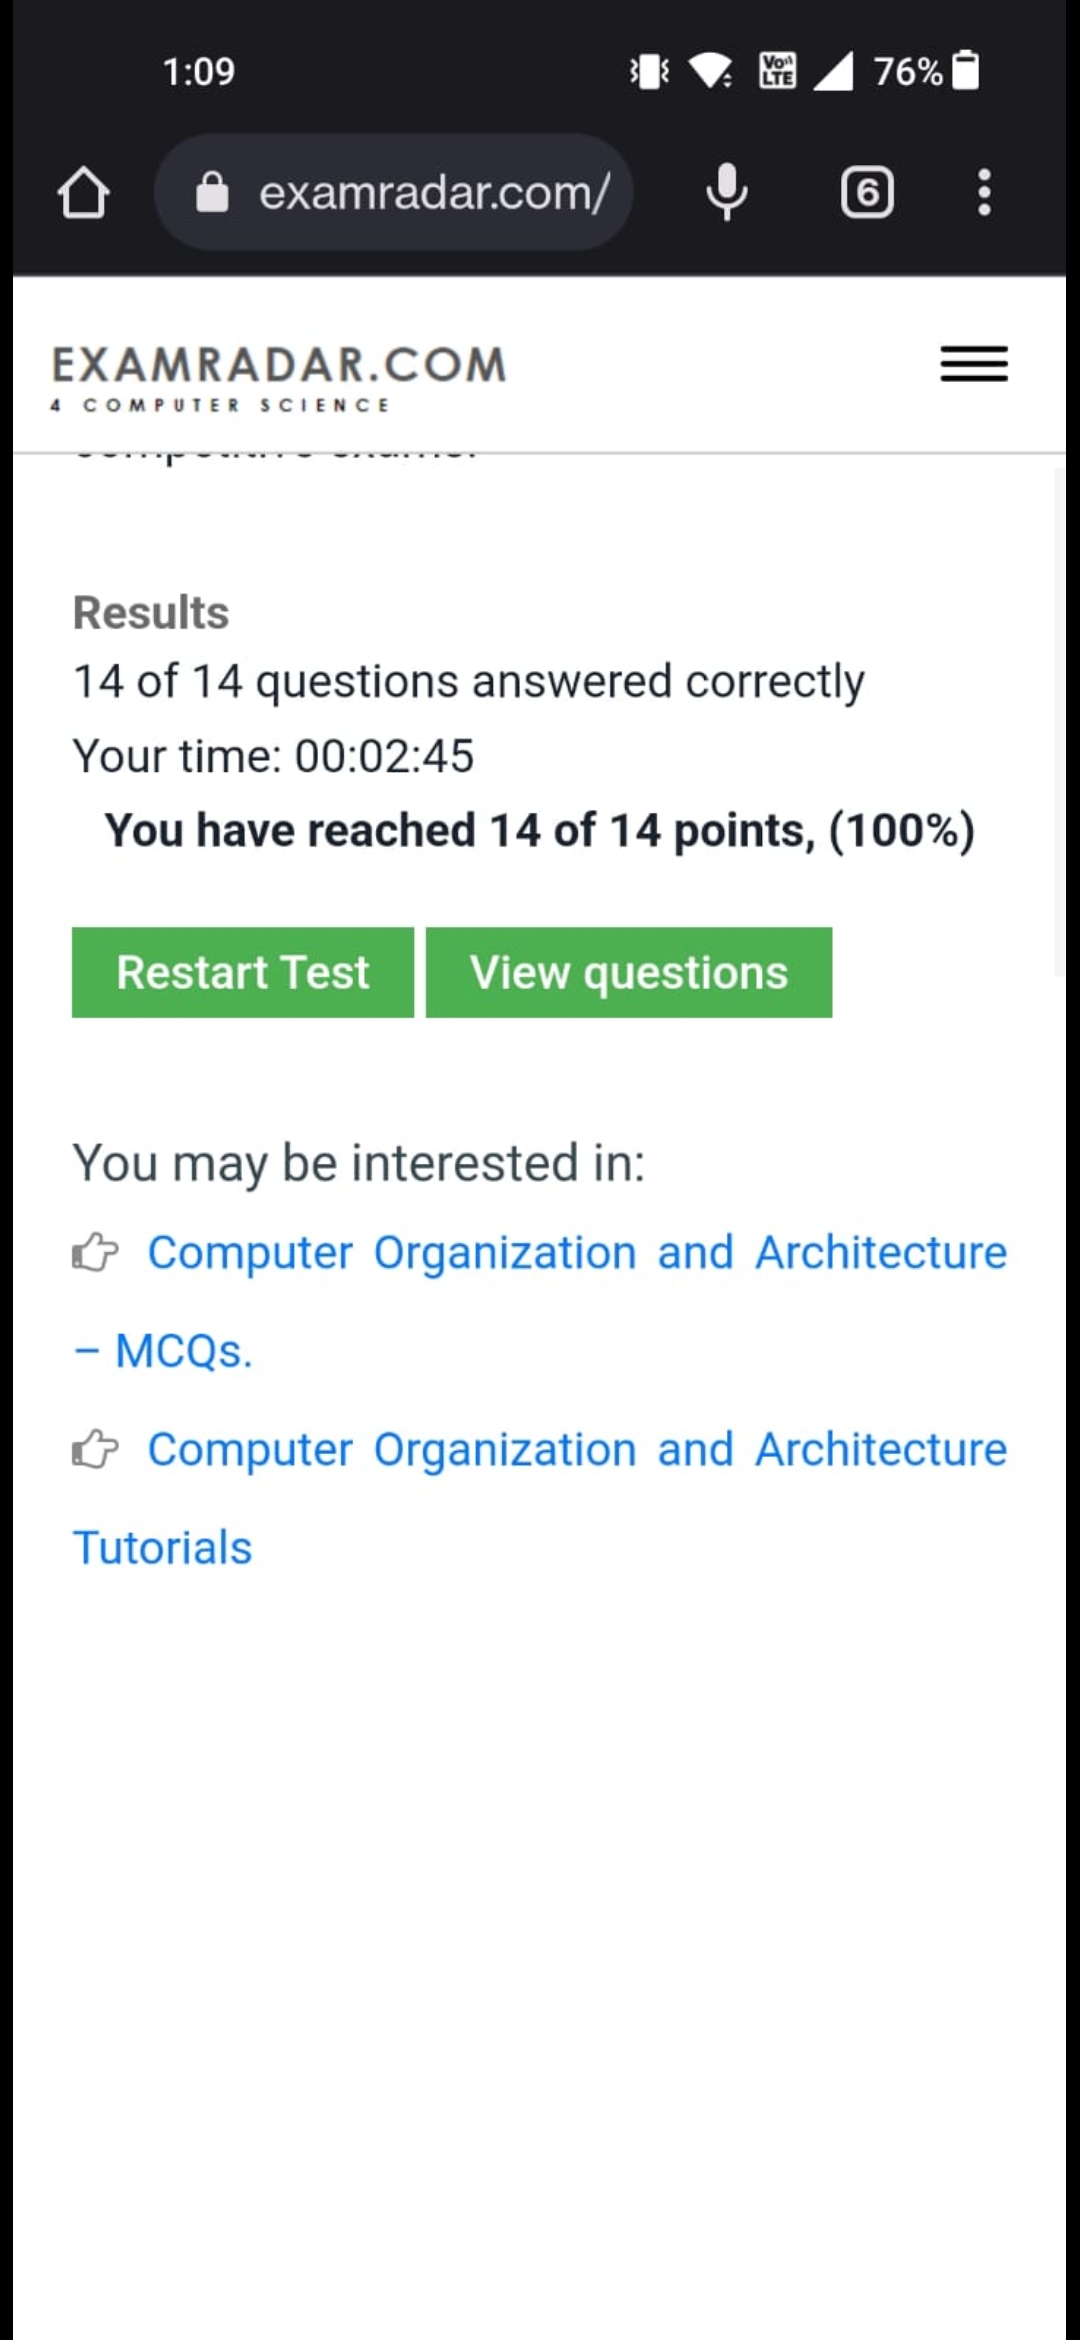 1:09
Vo)) LTE
76%
examradar.com/
6
EXAMRADAR.COM
4 COMPUTER SCIENCE
Results
14 of 14 questions answered correctly
Your time: 00:02:45
You have reached 14 of 14 points, (100%)
Restart Test
View questions
You may be interested in:
Computer Organization and Architecture
– MCQs.
Computer Organization and Architecture
Tutorials